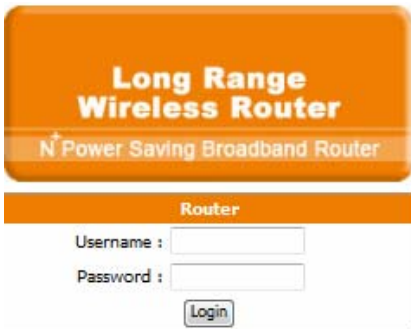 Long Range
Wireless Router
N+ Power Saving Broadband Router
Router
Username :
Password :
Login